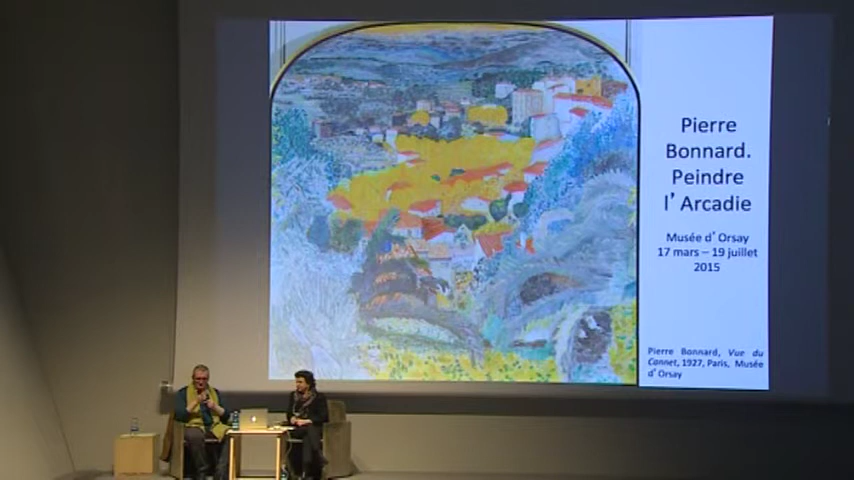 Pierre
Bonnard.
Peindre
l'Arcadie
Musée d'Orsay
17 mars – 19 juillet
2015
Pierre Bonnard, Vue du
Cannet, 1927, Paris, Musée
d'Orsay